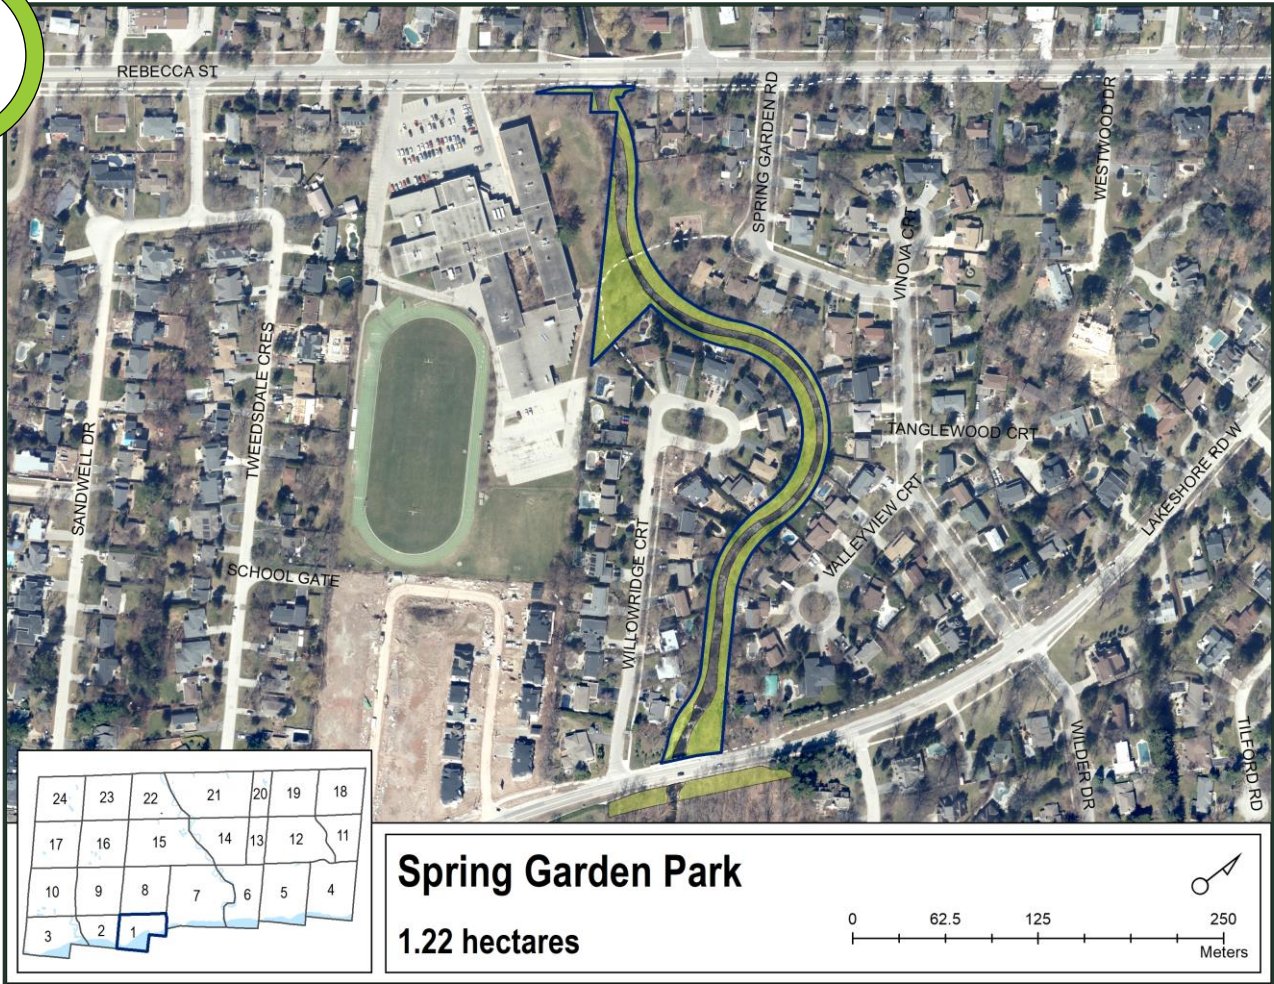 REBECCA ST
SPRING GARDEN RD
WESTWOOD DR
VINOVA CRT
TWEEDSDALE CRES
SANDWELL DR
TANGLEWOOD CRT
LAKESHORE RD W
VALLEYVIEW CRT
WILLOWRIDGE CRT
SCHOOL GATE
WILDER DR
TILFORD RD
24 23 22 21 20 19 18
17 16 15 14 13 12 11
10 9 8 7 6 5 4
3 2 1
Spring Garden Park
1.22 hectares
0 62.5 125 250
Meters